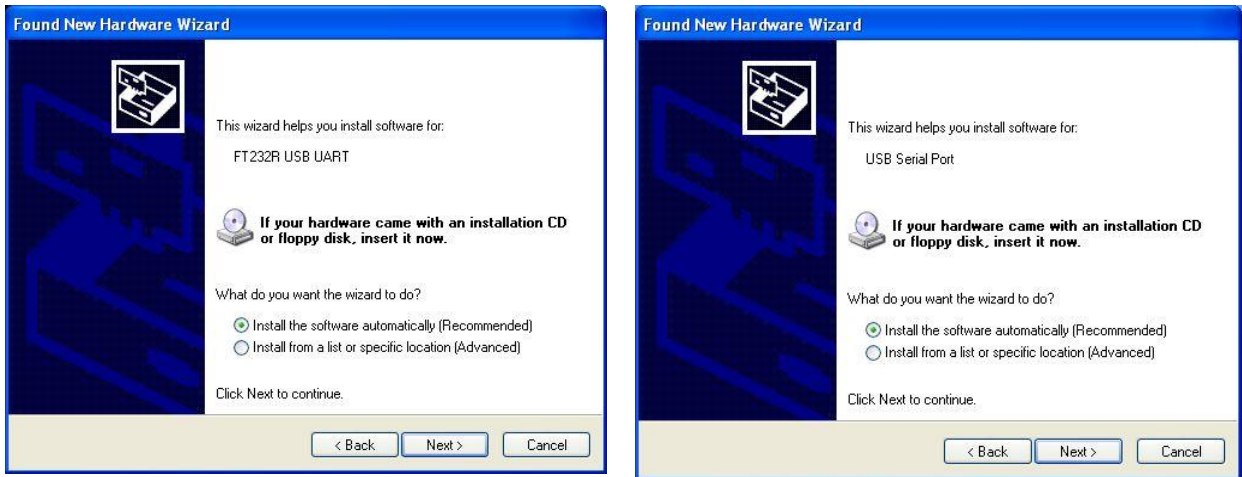 Found New Hardware Wizard
This wizard helps you install software for:
FT232R USB UART
If your hardware came with an installation CD
or floppy disk, insert it now.
What do you want the wizard to do?
Install the software automatically (Recommended)
Install from a list or specific location (Advanced)
Click Next to continue.
< Back Next > Cancel
Found New Hardware Wizard
This wizard helps you install software for:
USB Serial Port
If your hardware came with an installation CD
or floppy disk, insert it now.
What do you want the wizard to do?
Install the software automatically (Recommended)
Install from a list or specific location (Advanced)
Click Next to continue.
< Back Next > Cancel